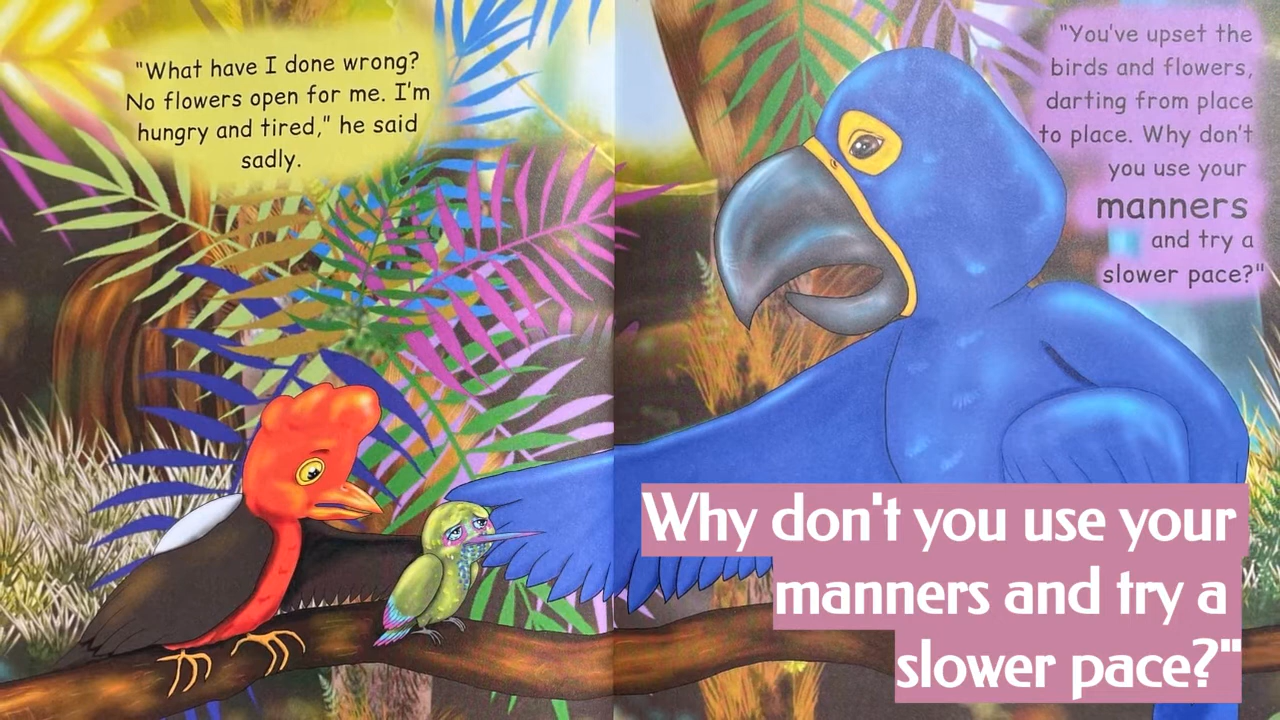 "What have I done wrong?
No flowers open for me. I'm
hungry and tired," he said
sadly.
"You've upset the
birds and flowers,
darting from place
to place. Why don't
you use your
manners
and try a
slower pace?"
Why don't you use your
manners and try a
slower pace?"